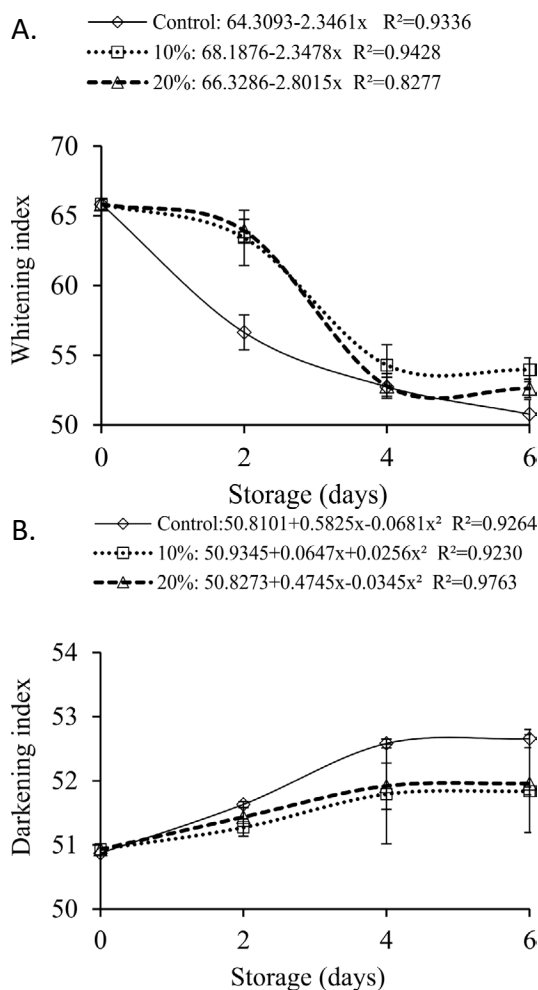 A.
Control: 64.3093-2.3461x R²=0.9336
10%: 68.1876-2.3478x R²=0.9428
20%: 66.3286-2.8015x R²=0.8277
70
65
60
55
50
Whitening index
0 2 4 6
Storage (days)
B.
Control:50.8101+0.5825x-0.0681x² R²=0.9264
10%: 50.9345+0.0647x+0.0256x² R²=0.9230
20%: 50.8273+0.4745x-0.0345x² R²=0.9763
54
53
52
51
50
Darkening index
0 2 4 6
Storage (days)